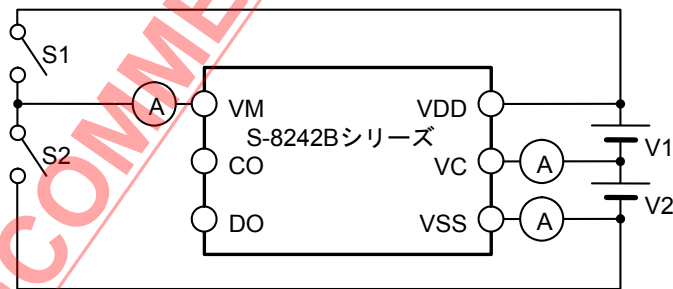 S1
A
VM
VDD
S-8242Bシリーズ
V1
S2
CO
VC
A
V2
DO
VSS
A
COMME